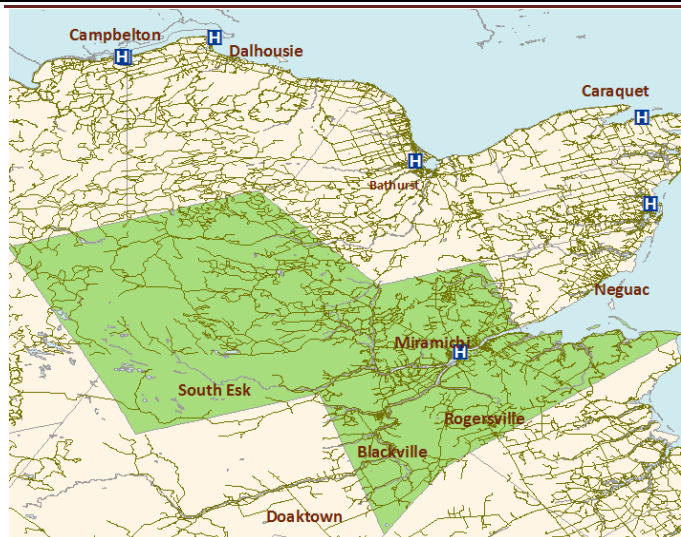 Campbelton
H
H
Dalhousie
Caraquet
H
H
Bathurst
H
Neguac
Miramichi
H
South Esk
Rogersville
Blackville
Doaktown